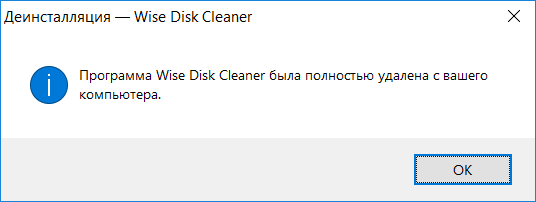 Деинсталляция — Wise Disk Cleaner
Программа Wise Disk Cleaner была полностью удалена с вашего
компьютера.
OK